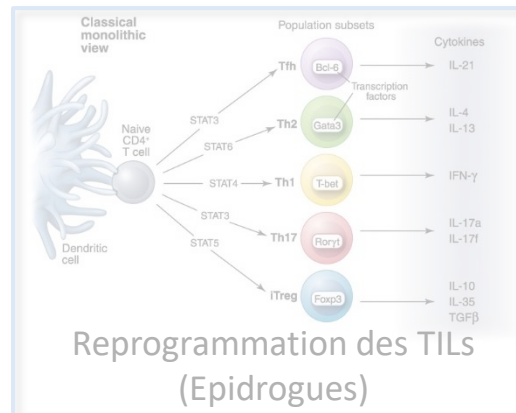 Classical
monolithic
view
Population subsets
Cytokines
Naive
CD4+
T cell
Dendritic
cell
STAT3
Tfh
Bcl-6
IL-21
Transcription
factors
STAT6
Th2
Gata3
IL-4
IL-13
STAT4
Th1
T-bet
IFN-γ
STAT3
Th17
Rorγt
IL-17a
IL-17f
STAT5
iTreg
Foxp3
IL-10
IL-35
TGFβ
Reprogrammation des TILs
(Epidrogues)